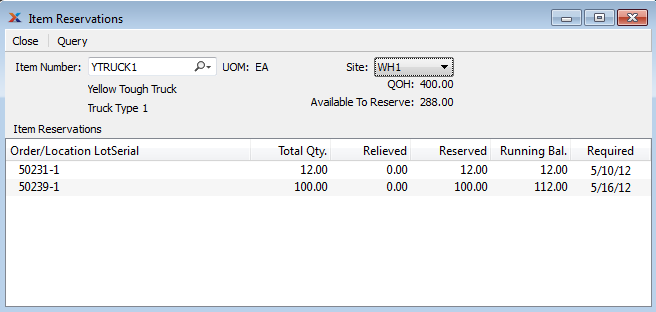 Item Reservations
Close Query
Item Number: YTRUCK1 UOM: EA Site: WH1
Yellow Tough Truck QOH: 400.00
Truck Type 1 Available To Reserve: 288.00
Item Reservations
Order/Location LotSerial Total Qty. Relieved Reserved Running Bal. Required
50231-1 12.00 0.00 12.00 12.00 5/10/12
50239-1 100.00 0.00 100.00 112.00 5/16/12